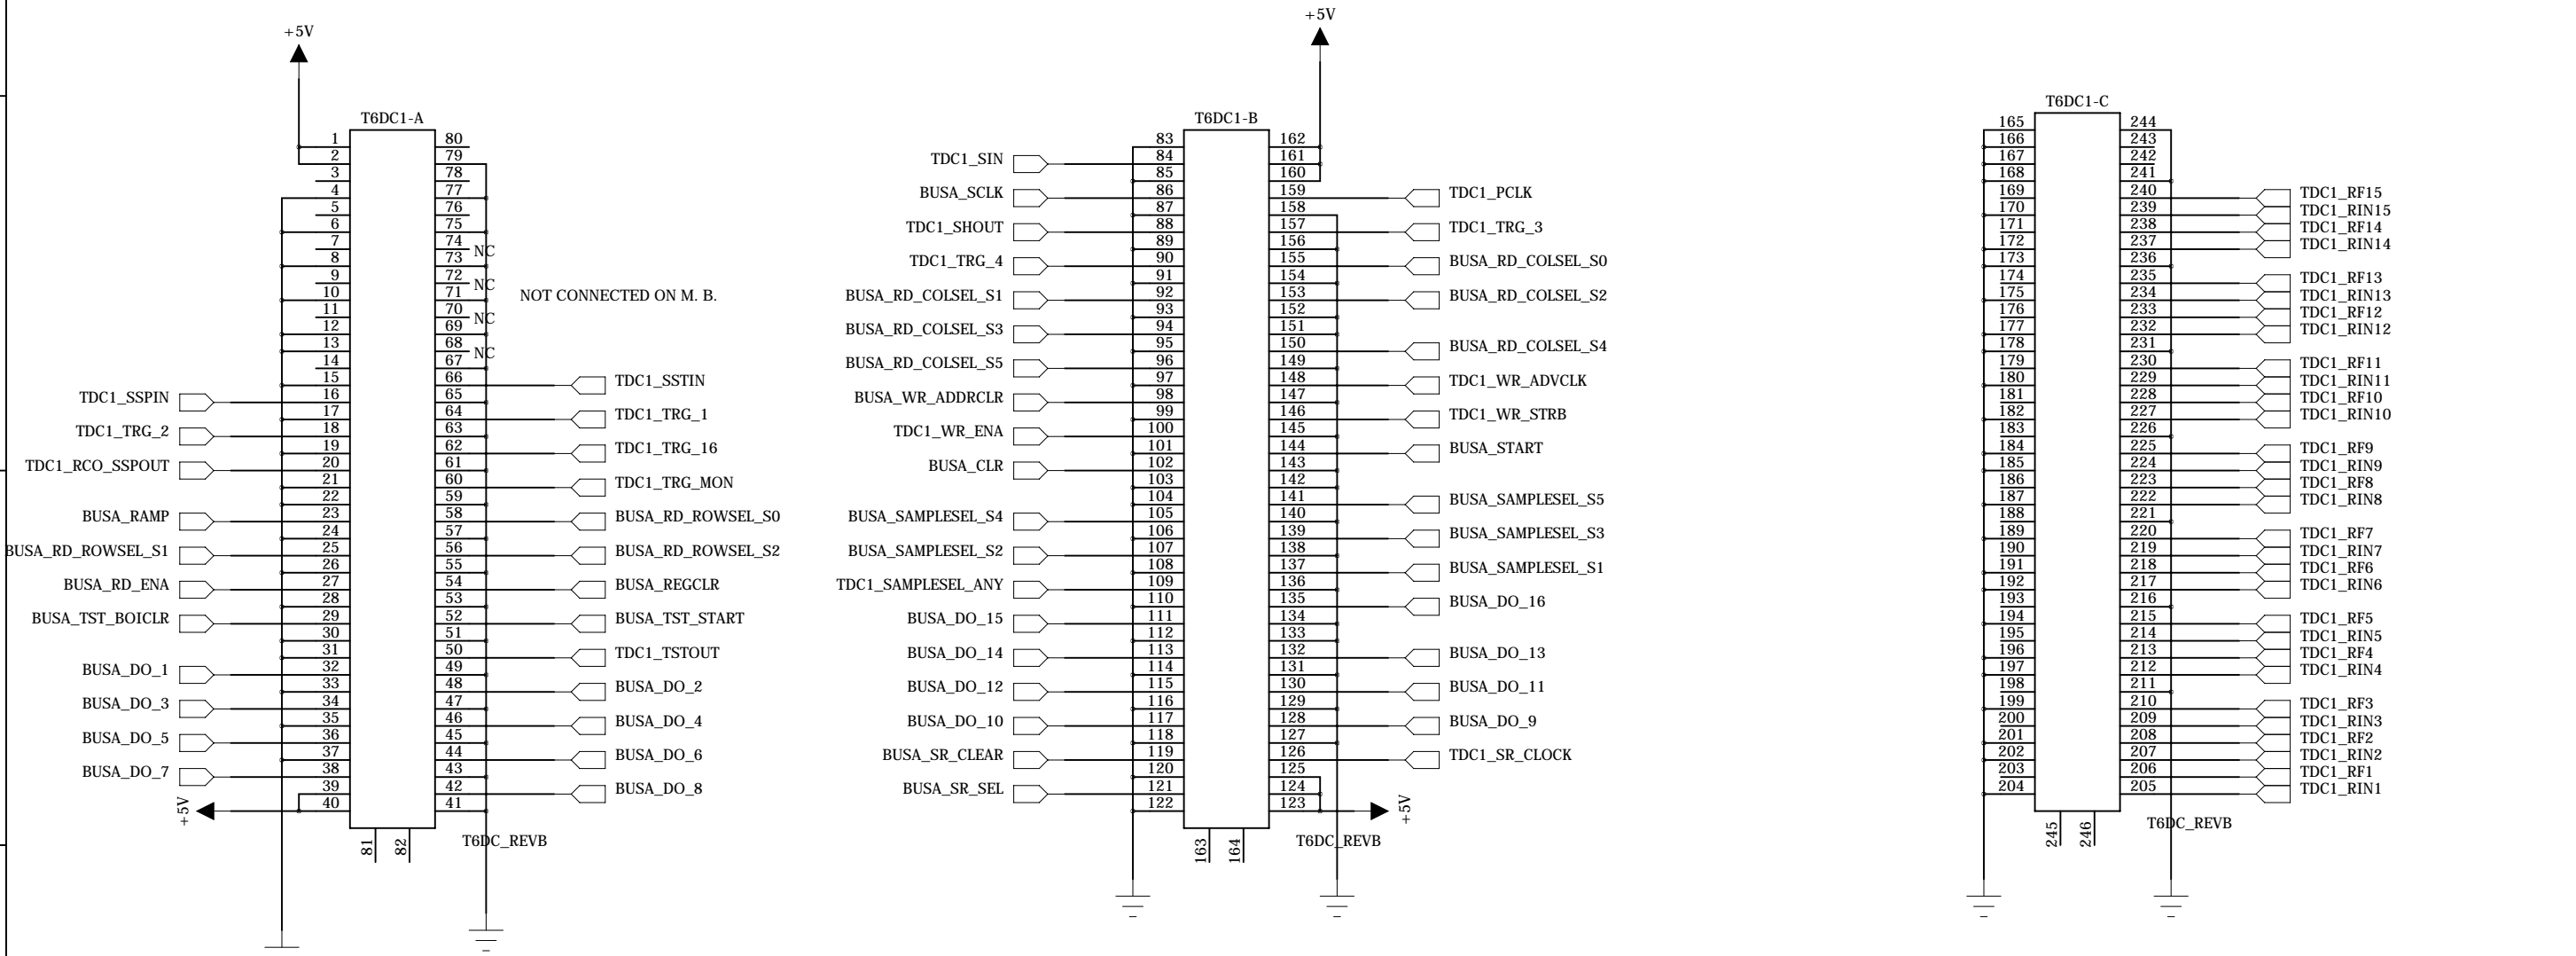 +5V
T6DC1-A
1 80
2 79
3 78
4 77
5 76
6 75
7 74 NC
8 73
9 72 NC
10 71 NOT CONNECTED ON M. B.
11 70 NC
12 69
13 68 NC
14 67
15 66 TDC1_SSTIN
TDC1_SSPIN 16 65
17 64 TDC1_TRG_1
TDC1_TRG_2 18 63
19 62 TDC1_TRG_16
TDC1_RCO_SSPOUT 20 61
21 60 TDC1_TRG_MON
22 59
BUSA_RAMP 23 58 BUSA_RD_ROWSEL_S0
24 57
BUSA_RD_ROWSEL_S1 25 56 BUSA_RD_ROWSEL_S2
26 55
BUSA_RD_ENA 27 54 BUSA_REGCLR
28 53
BUSA_TST_BOICLR 29 52 BUSA_TST_START
30 51
31 50 TDC1_TSTOUT
BUSA_DO_1 32 49
33 48 BUSA_DO_2
BUSA_DO_3 34 47
35 46 BUSA_DO_4
BUSA_DO_5 36 45
37 44 BUSA_DO_6
BUSA_DO_7 38 43
39 42 BUSA_DO_8
+5V 40 41
81 82
T6DC_REVB
+5V
T6DC1-B
83 162
TDC1_SIN 84 161
85 160
BUSA_SCLK 86 159 TDC1_PCLK
87 158
TDC1_SHOUT 88 157 TDC1_TRG_3
89 156
TDC1_TRG_4 90 155 BUSA_RD_COLSEL_S0
91 154
BUSA_RD_COLSEL_S1 92 153 BUSA_RD_COLSEL_S2
93 152
BUSA_RD_COLSEL_S3 94 151
95 150 BUSA_RD_COLSEL_S4
BUSA_RD_COLSEL_S5 96 149
97 148 TDC1_WR_ADVCLK
BUSA_WR_ADDRCLR 98 147
99 146 TDC1_WR_STRB
TDC1_WR_ENA 100 145
101 144 BUSA_START
BUSA_CLR 102 143
103 142
104 141 BUSA_SAMPLESEL_S5
BUSA_SAMPLESEL_S4 105 140
106 139 BUSA_SAMPLESEL_S3
BUSA_SAMPLESEL_S2 107 138
108 137 BUSA_SAMPLESEL_S1
TDC1_SAMPLESEL_ANY 109 136
110 135 BUSA_DO_16
BUSA_DO_15 111 134
112 133
BUSA_DO_14 113 132 BUSA_DO_13
114 131
BUSA_DO_12 115 130 BUSA_DO_11
116 129
BUSA_DO_10 117 128 BUSA_DO_9
118 127
BUSA_SR_CLEAR 119 126 TDC1_SR_CLOCK
120 125
BUSA_SR_SEL 121 124
122 123 +5V
163 164
T6DC_REVB
T6DC1-C
165 244
166 243
167 242
168 241
169 240 TDC1_RF15
170 239 TDC1_RIN15
171 238 TDC1_RF14
172 237 TDC1_RIN14
173 236
174 235 TDC1_RF13
175 234 TDC1_RIN13
176 233 TDC1_RF12
177 232 TDC1_RIN12
178 231
179 230 TDC1_RF11
180 229 TDC1_RIN11
181 228 TDC1_RF10
182 227 TDC1_RIN10
183 226
184 225 TDC1_RF9
185 224 TDC1_RIN9
186 223 TDC1_RF8
187 222 TDC1_RIN8
188 221
189 220 TDC1_RF7
190 219 TDC1_RIN7
191 218 TDC1_RF6
192 217 TDC1_RIN6
193 216
194 215 TDC1_RF5
195 214 TDC1_RIN5
196 213 TDC1_RF4
197 212 TDC1_RIN4
198 211
199 210 TDC1_RF3
200 209 TDC1_RIN3
201 208 TDC1_RF2
202 207 TDC1_RIN2
203 206 TDC1_RF1
204 205 TDC1_RIN1
245 246
T6DC_REVB